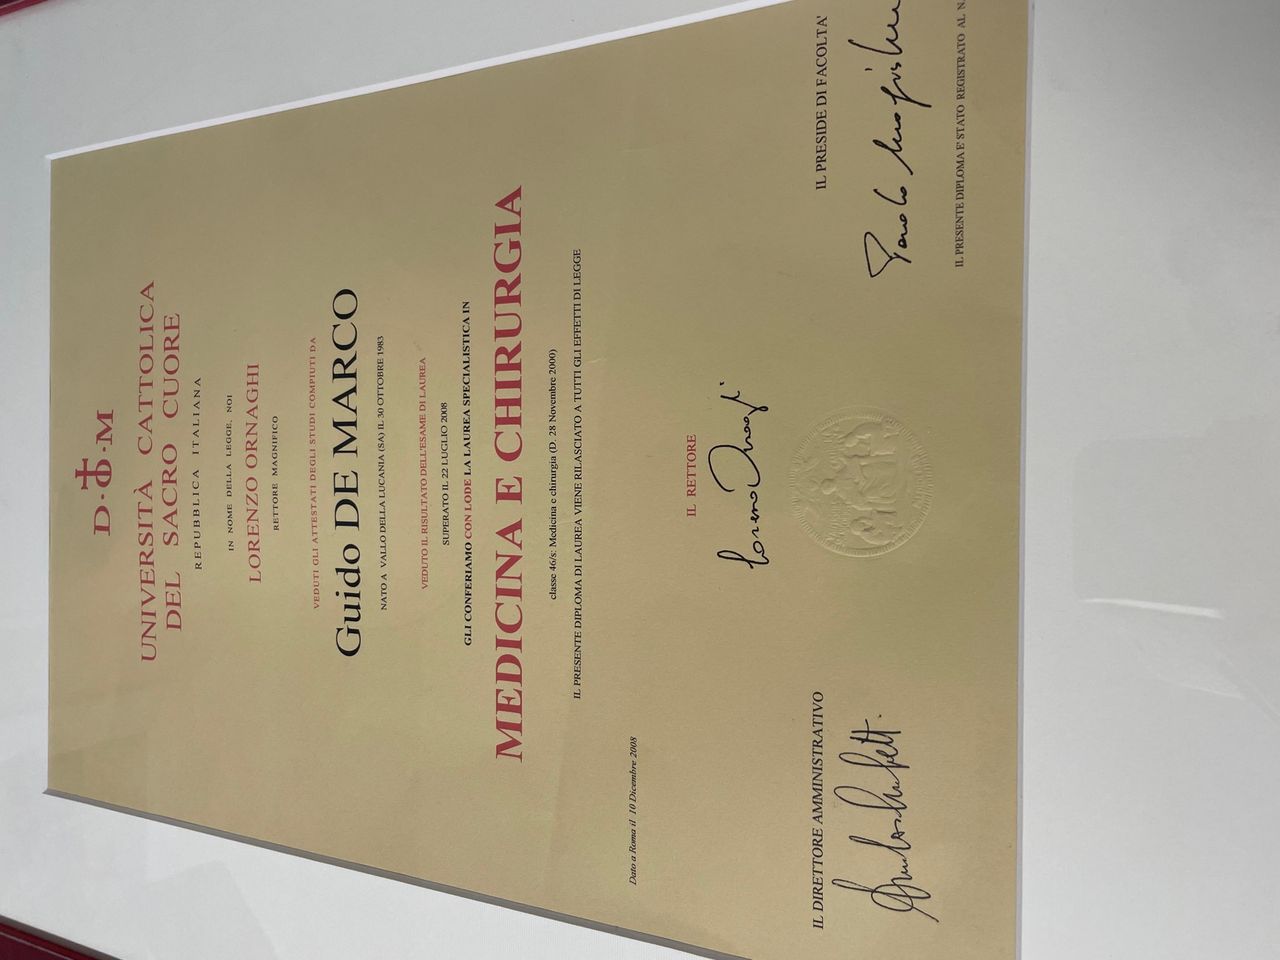 D·O·M
UNIVERSITÀ CATTOLICA
DEL SACRO CUORE
REPUBBLICA ITALIANA
IN NOME DELLA LEGGE, NOI
LORENZO ORNAGHI
RETTORE MAGNIFICO
VEDUTI GLI ATTESTATI DEGLI STUDI COMPIUTI DA
Guido DE MARCO
NATO A VALLO DELLA LUCANIA (SA) IL 30 OTTOBRE 1983
VEDUTO IL RISULTATO DELL'ESAME DI LAUREA
SUPERATO IL 22 LUGLIO 2008
GLI CONFERIAMO CON LODE LA LAUREA SPECIALISTICA IN
MEDICINA E CHIRURGIA
classe 46/s: Medicina e chirurgia (D. 28 Novembre 2000)
IL PRESENTE DIPLOMA DI LAUREA VIENE RILASCIATO A TUTTI GLI EFFETTI DI LEGGE
Dato a Roma il 10 Dicembre 2008
IL RETTORE
Lorenzo Ornaghi
IL DIRETTORE AMMINISTRATIVO
IL PRESIDE DI FACOLTA'
IL PRESENTE DIPLOMA E' STATO REGISTRATO AL N.